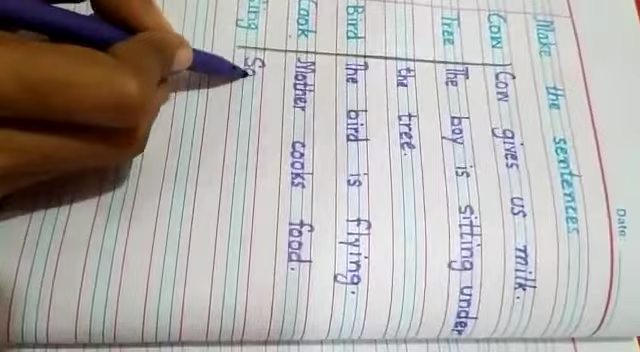 Date:
Make the sentences
Cow Cow gives us milk.
Tree The boy is sitting under
the tree.
Bird The bird is flying.
Cook Mother cooks food.